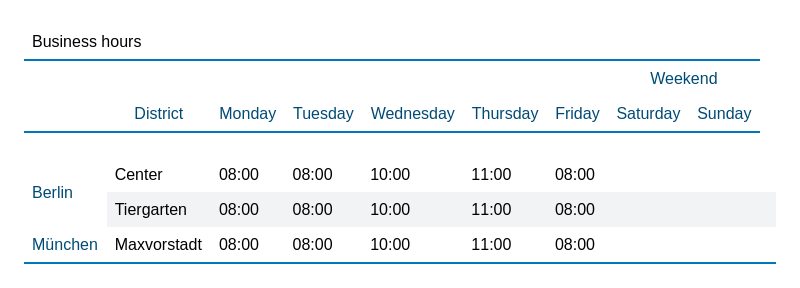 Business hours
Weekend
District Monday Tuesday Wednesday Thursday Friday Saturday Sunday
Center 08:00 08:00 10:00 11:00 08:00
Berlin
Tiergarten 08:00 08:00 10:00 11:00 08:00
München Maxvorstadt 08:00 08:00 10:00 11:00 08:00